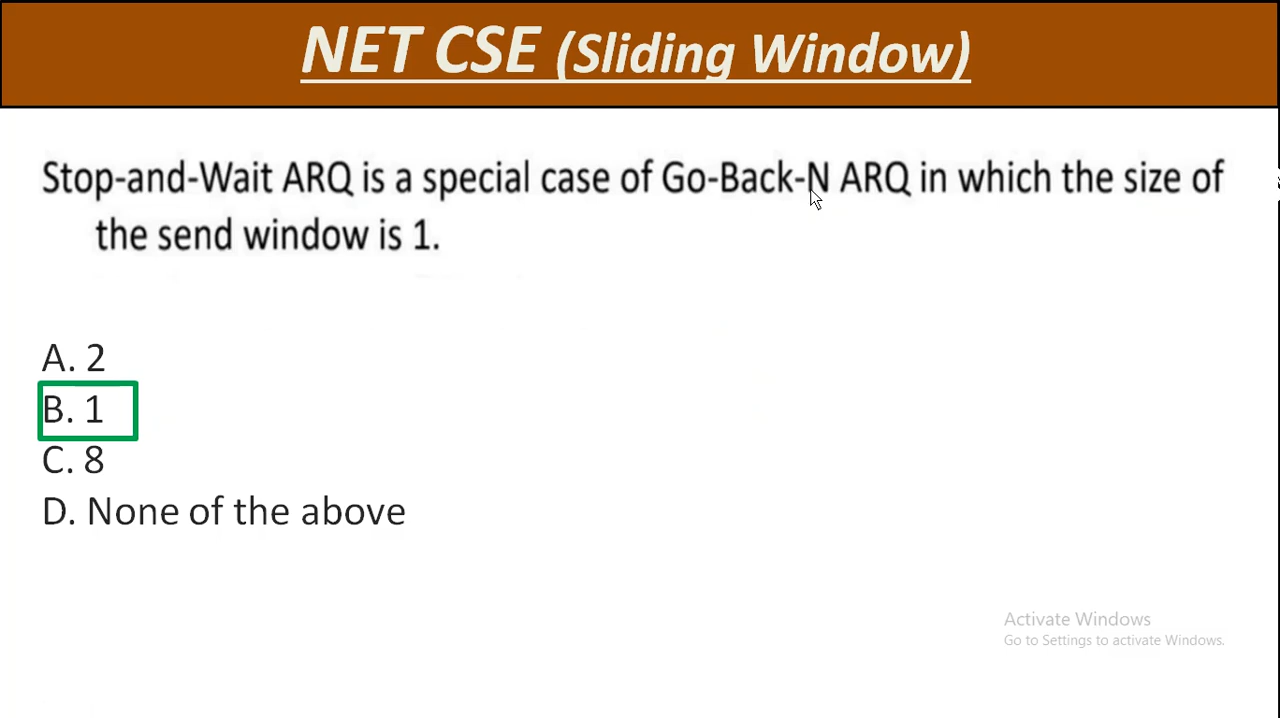 NET CSE (Sliding Window)
Stop-and-Wait ARQ is a special case of Go-Back-N ARQ in which the size of
the send window is 1.
A. 2
B. 1
C. 8
D. None of the above
Activate Windows
Go to Settings to activate Windows.